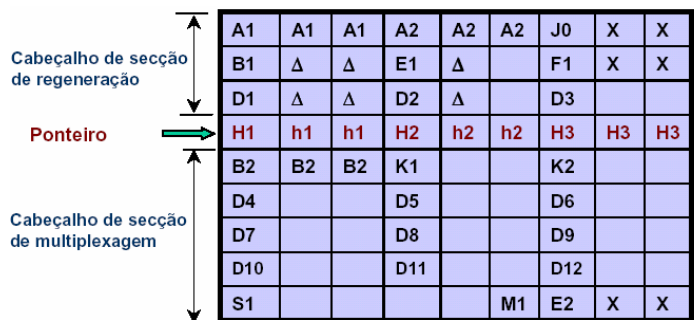 A1 A1 A1 A2 A2 A2 J0 X X
Cabeçalho de secção
de regeneração
B1 Δ Δ E1 Δ F1 X X
D1 Δ Δ D2 Δ D3
Ponteiro
H1 h1 h1 H2 h2 h2 H3 H3 H3
B2 B2 B2 K1 K2
D4 D5 D6
Cabeçalho de secção
de multiplexagem
D7 D8 D9
D10 D11 D12
S1 M1 E2 X X